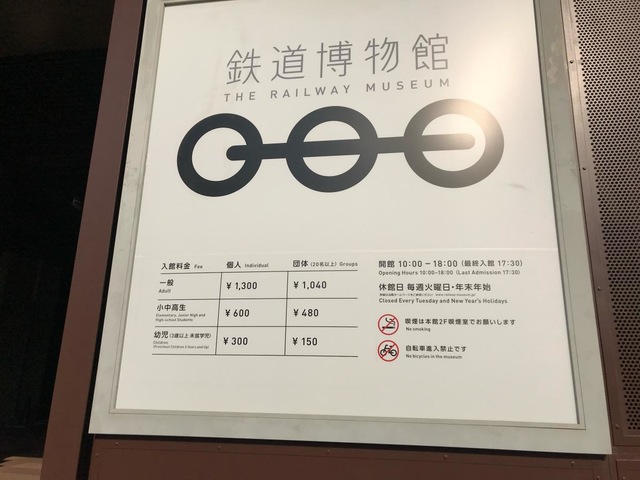 鉄道博物館
THE RAILWAY MUSEUM
入館料金 Fee
個人 Individual
団体 (20名以上) Groups
一般
Adult
¥1,300
¥1,040
小中高生
Elementary, Junior High and
High-school Students
¥600
¥480
幼児 (3歳以上 未就学児)
Children
(Preschool Children 3 Years and Up)
¥300
¥150
開館 10:00－18:00 (最終入館 17:30)
Opening Hours 10:00–18:00 (Last Admission 17:30)
休館日 毎週火曜日・年末年始
Closed Every Tuesday and New Year's Holidays
喫煙は本館2F喫煙室でお願いします
No smoking
自転車進入禁止です
No bicycles in the museum